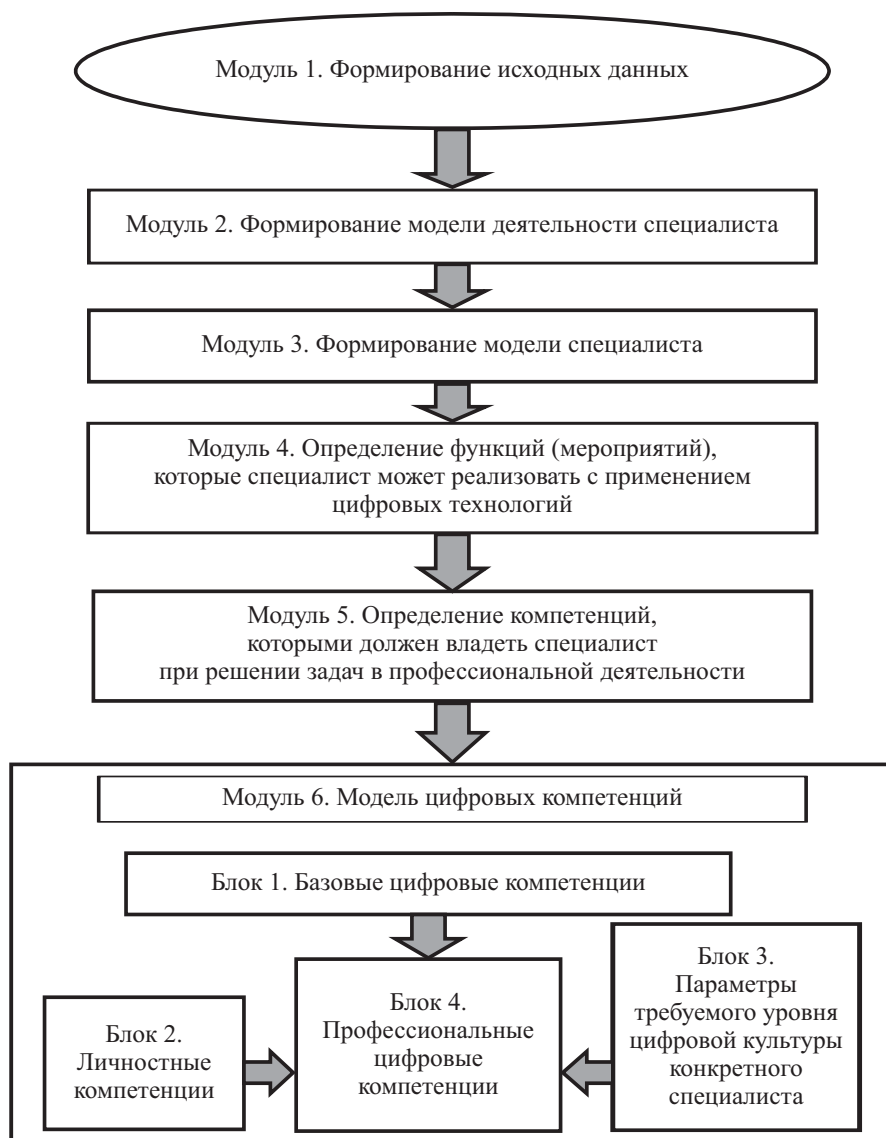 Модуль 1. Формирование исходных данных
Модуль 2. Формирование модели деятельности специалиста
Модуль 3. Формирование модели специалиста
Модуль 4. Определение функций (мероприятий),
которые специалист может реализовать с применением
цифровых технологий
Модуль 5. Определение компетенций,
которыми должен владеть специалист
при решении задач в профессиональной деятельности
Модуль 6. Модель цифровых компетенций
Блок 1. Базовые цифровые компетенции
Блок 2.
Личностные
компетенции
Блок 4.
Профессиональные
цифровые
компетенции
Блок 3.
Параметры
требуемого уровня
цифровой культуры
конкретного
специалиста